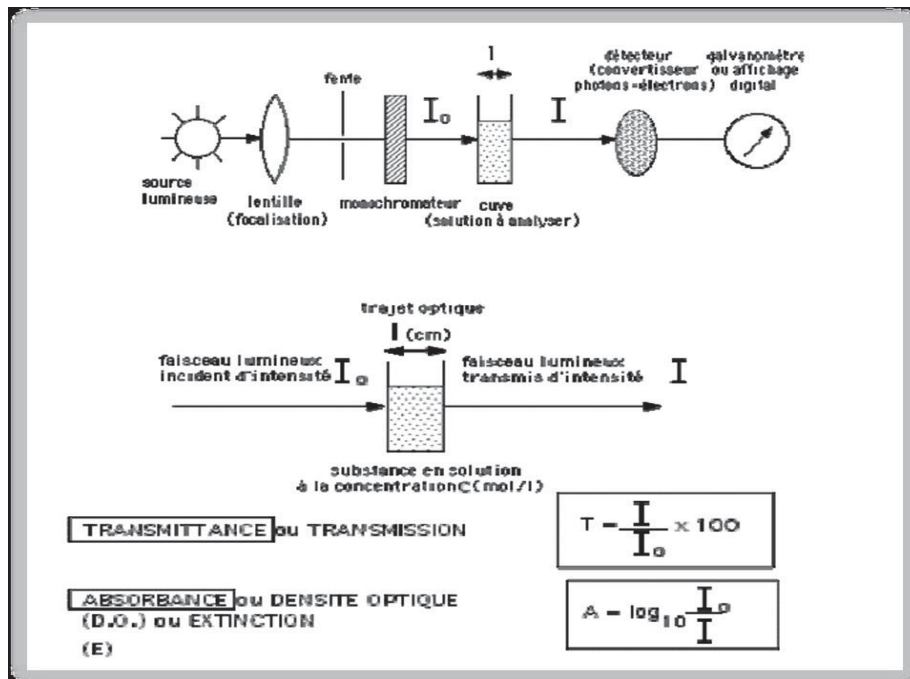 l
détecteur galvanomètre
(convertisseur ou affichage
photons-électrons) digital
fente
I₀
I
source
lumineuse
lentille
(focalisation)
monochromateur
cuve
(solution à analyser)
trajet optique
l (cm)
faisceau lumineux
incident d'intensité I₀
faisceau lumineux
transmis d'intensité I
substance en solution
à la concentration C (mol/l)
TRANSMITTANCE ou TRANSMISSION
T = I / I₀ x 100
ABSORBANCE ou DENSITE OPTIQUE
(D.O.) ou EXTINCTION
(E)
A = log₁₀ I₀ / I